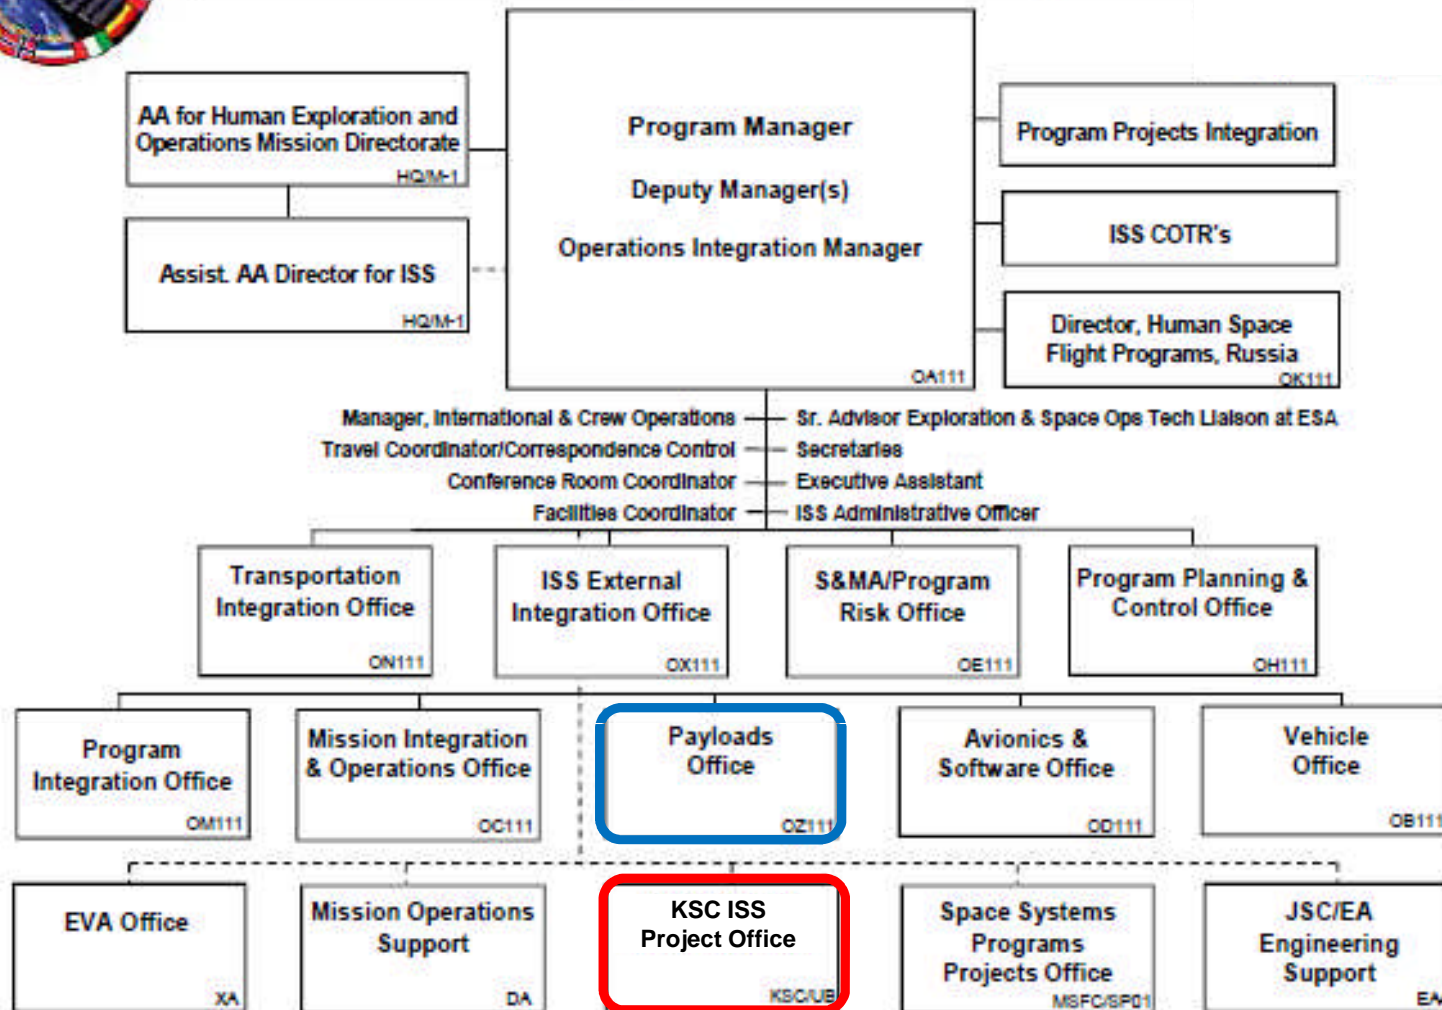 AA for Human Exploration and
Operations Mission Directorate
HQ/M-1
Assist. AA Director for ISS
HQ/M-1
Program Manager
Deputy Manager(s)
Operations Integration Manager
OA111
Program Projects Integration
ISS COTR's
Director, Human Space
Flight Programs, Russia
OK111
Manager, International & Crew Operations
Sr. Advisor Exploration & Space Ops Tech Liaison at ESA
Travel Coordinator/Correspondence Control
Secretaries
Conference Room Coordinator
Executive Assistant
Facilities Coordinator
ISS Administrative Officer
Transportation
Integration Office
ON111
ISS External
Integration Office
OX111
S&MA/Program
Risk Office
OE111
Program Planning &
Control Office
OH111
Program
Integration Office
OM111
Mission Integration
& Operations Office
OC111
Payloads
Office
OZ111
Avionics &
Software Office
OD111
Vehicle
Office
OB111
EVA Office
XA
Mission Operations
Support
DA
KSC ISS
Project Office
KSC/UB
Space Systems
Programs
Projects Office
MSFC/SP01
JSC/EA
Engineering
Support
EA